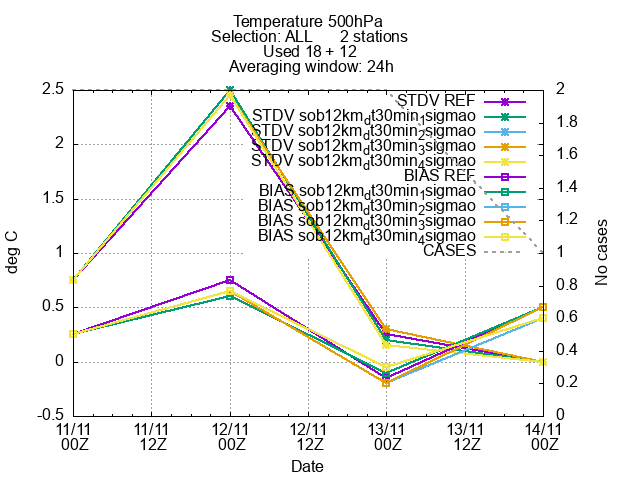 Temperature 500hPa
Selection: ALL 2 stations
Used 18 + 12
Averaging window: 24h
2.5
2
1.5
1
0.5
0
-0.5
deg C
2
1.8
1.6
1.4
1.2
1
0.8
0.6
0.4
0.2
0
No cases
STDV REF
STDV sob12km_dt30min_1sigmao
STDV sob12km_dt30min_2sigmao
STDV sob12km_dt30min_3sigmao
STDV sob12km_dt30min_4sigmao
BIAS REF
BIAS sob12km_dt30min_1sigmao
BIAS sob12km_dt30min_2sigmao
BIAS sob12km_dt30min_3sigmao
BIAS sob12km_dt30min_4sigmao
CASES
11/11 11/11 12/11 12/11 13/11 13/11 14/11
00Z 12Z 00Z 12Z 00Z 12Z 00Z
Date